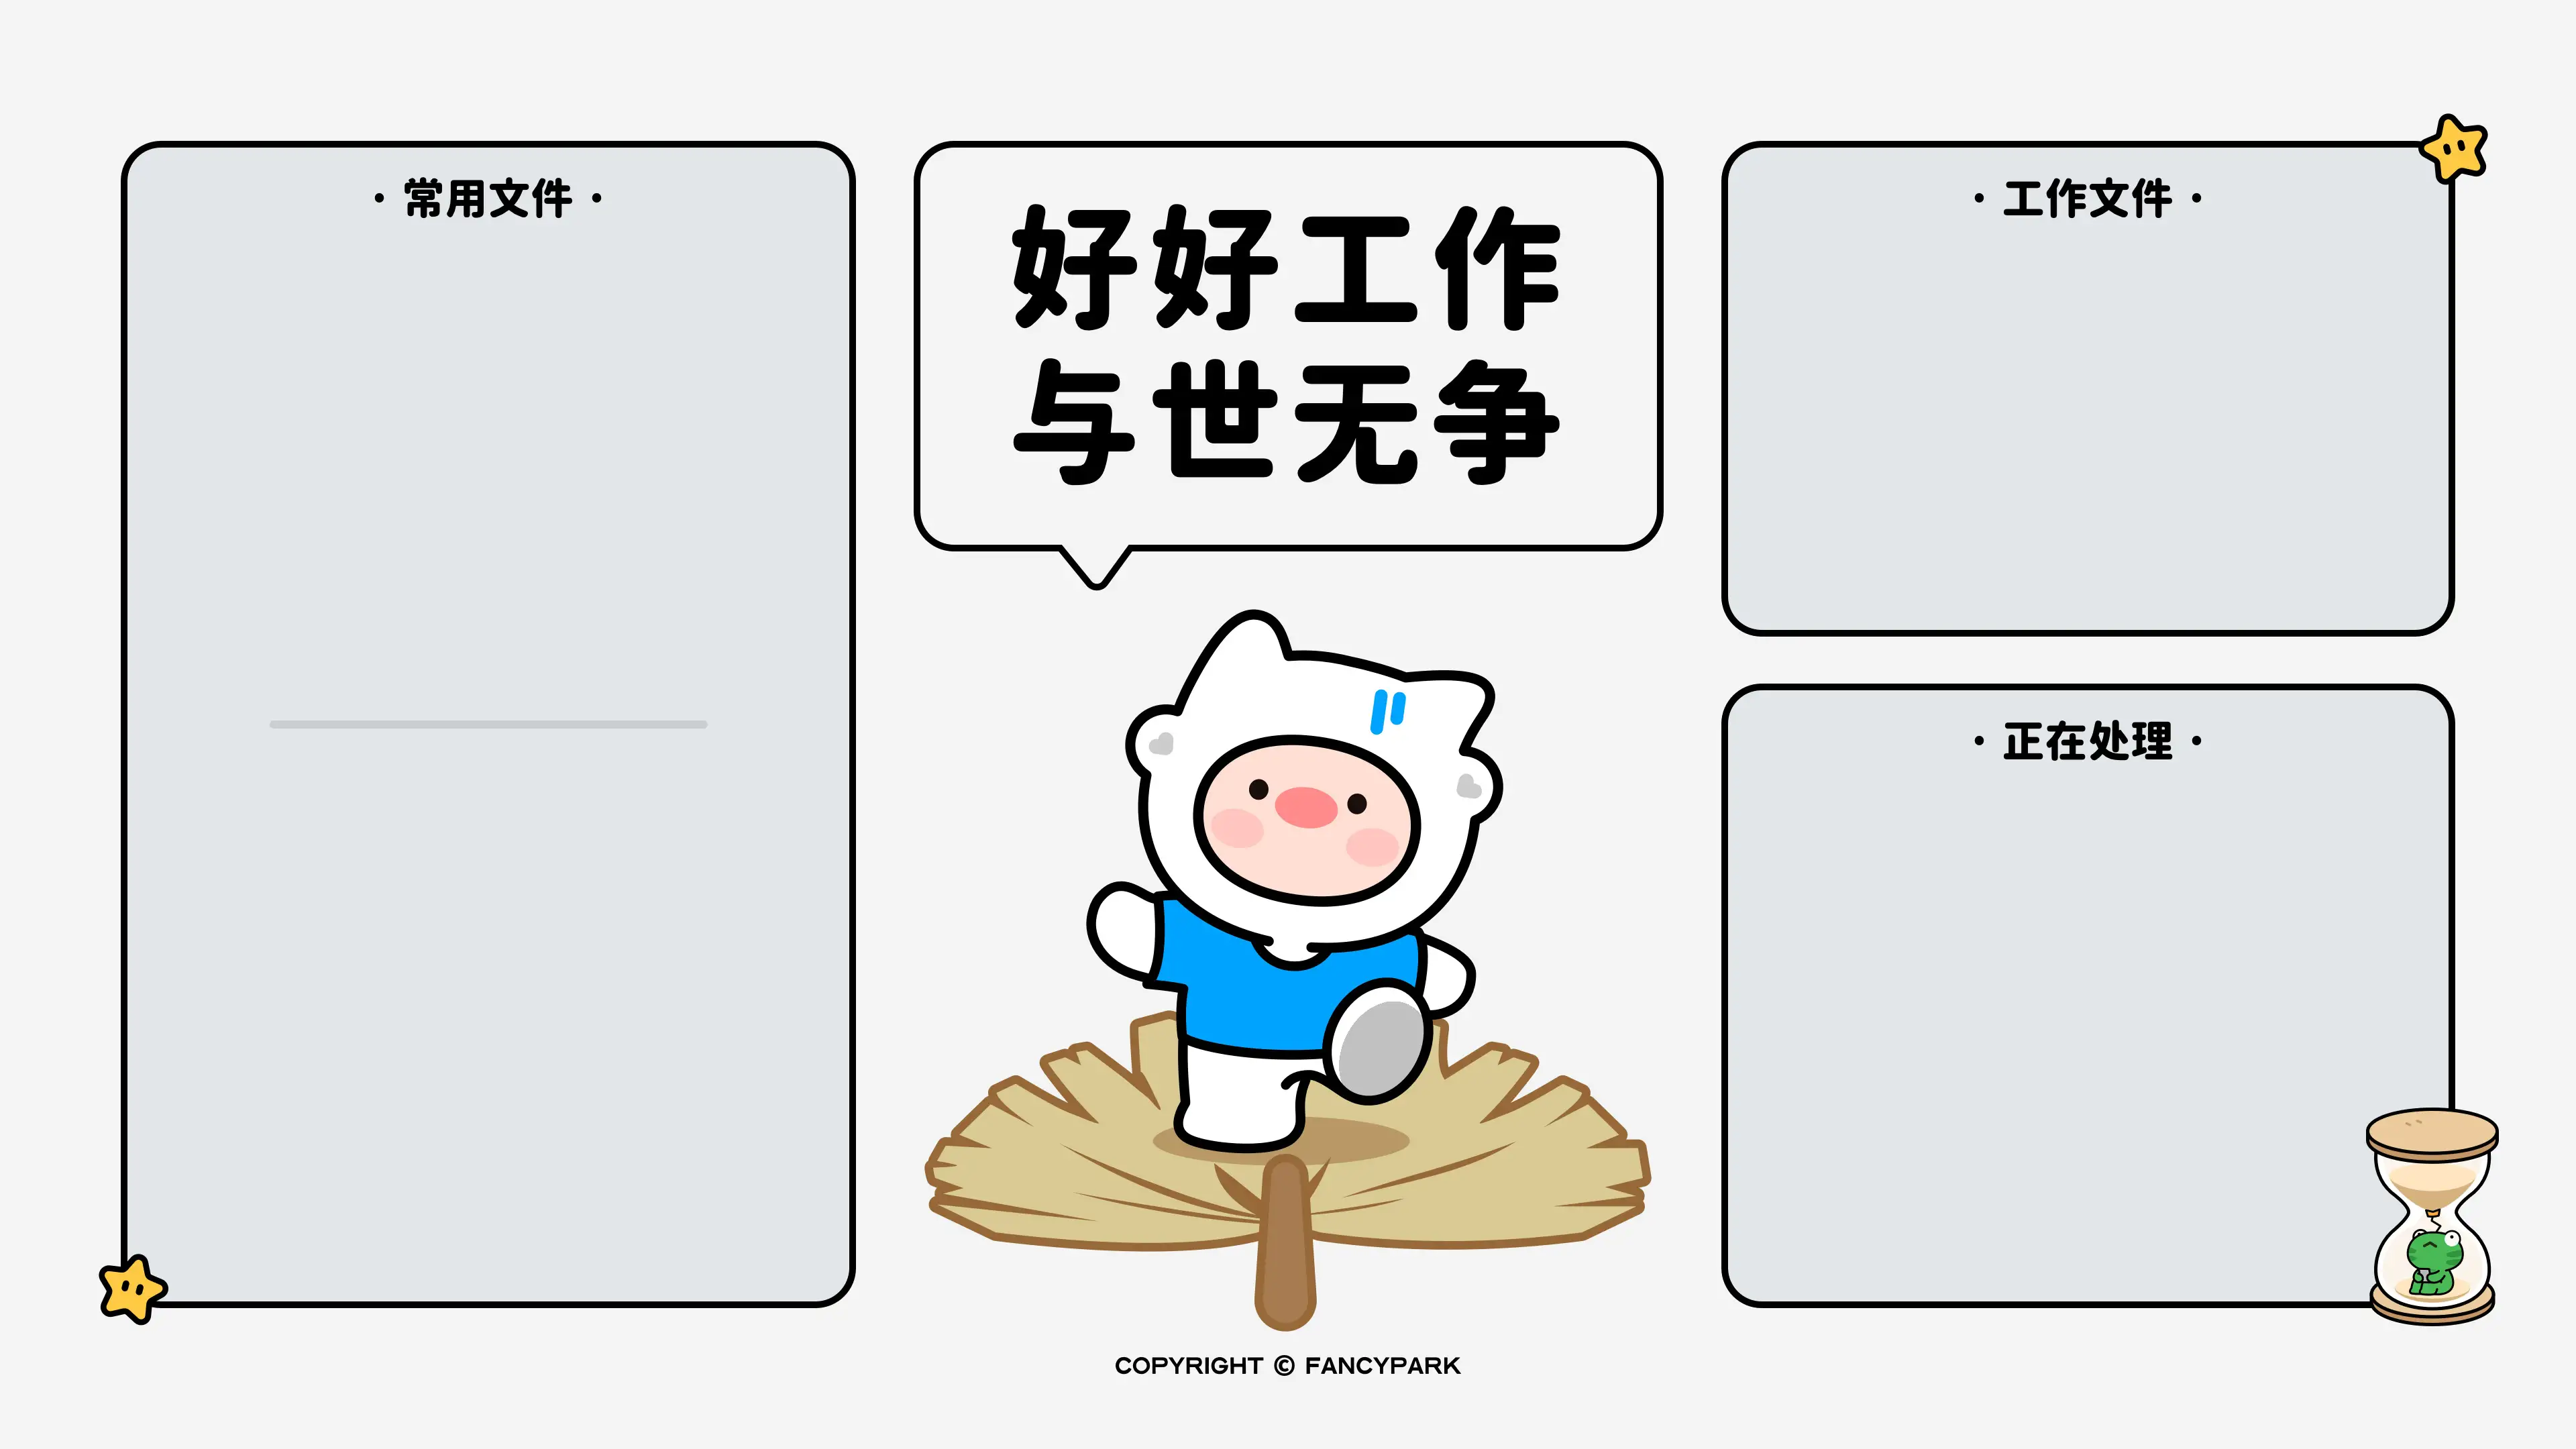 · 常用文件 ·
好好工作
与世无争
· 工作文件 ·
· 正在处理 ·
COPYRIGHT © FANCYPARK